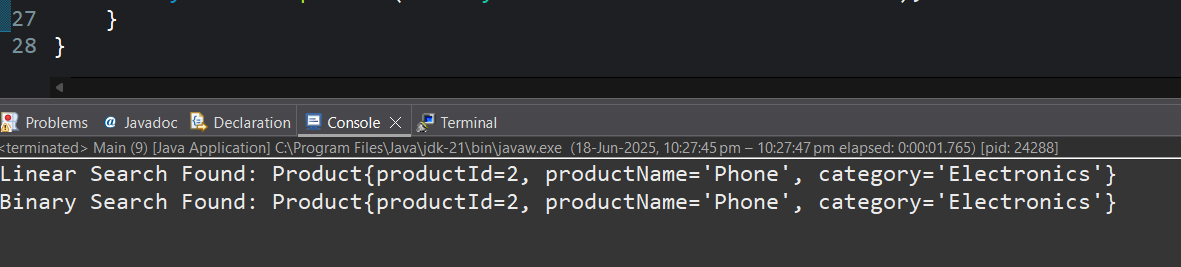 27 }
28 }
Problems @ Javadoc Declaration Console Terminal
<terminated> Main (9) [Java Application] C:\Program Files\Java\jdk-21\bin\javaw.exe (18-Jun-2025, 10:27:45 pm – 10:27:47 pm elapsed: 0:00:01.765) [pid: 24288]
Linear Search Found: Product{productId=2, productName='Phone', category='Electronics'}
Binary Search Found: Product{productId=2, productName='Phone', category='Electronics'}